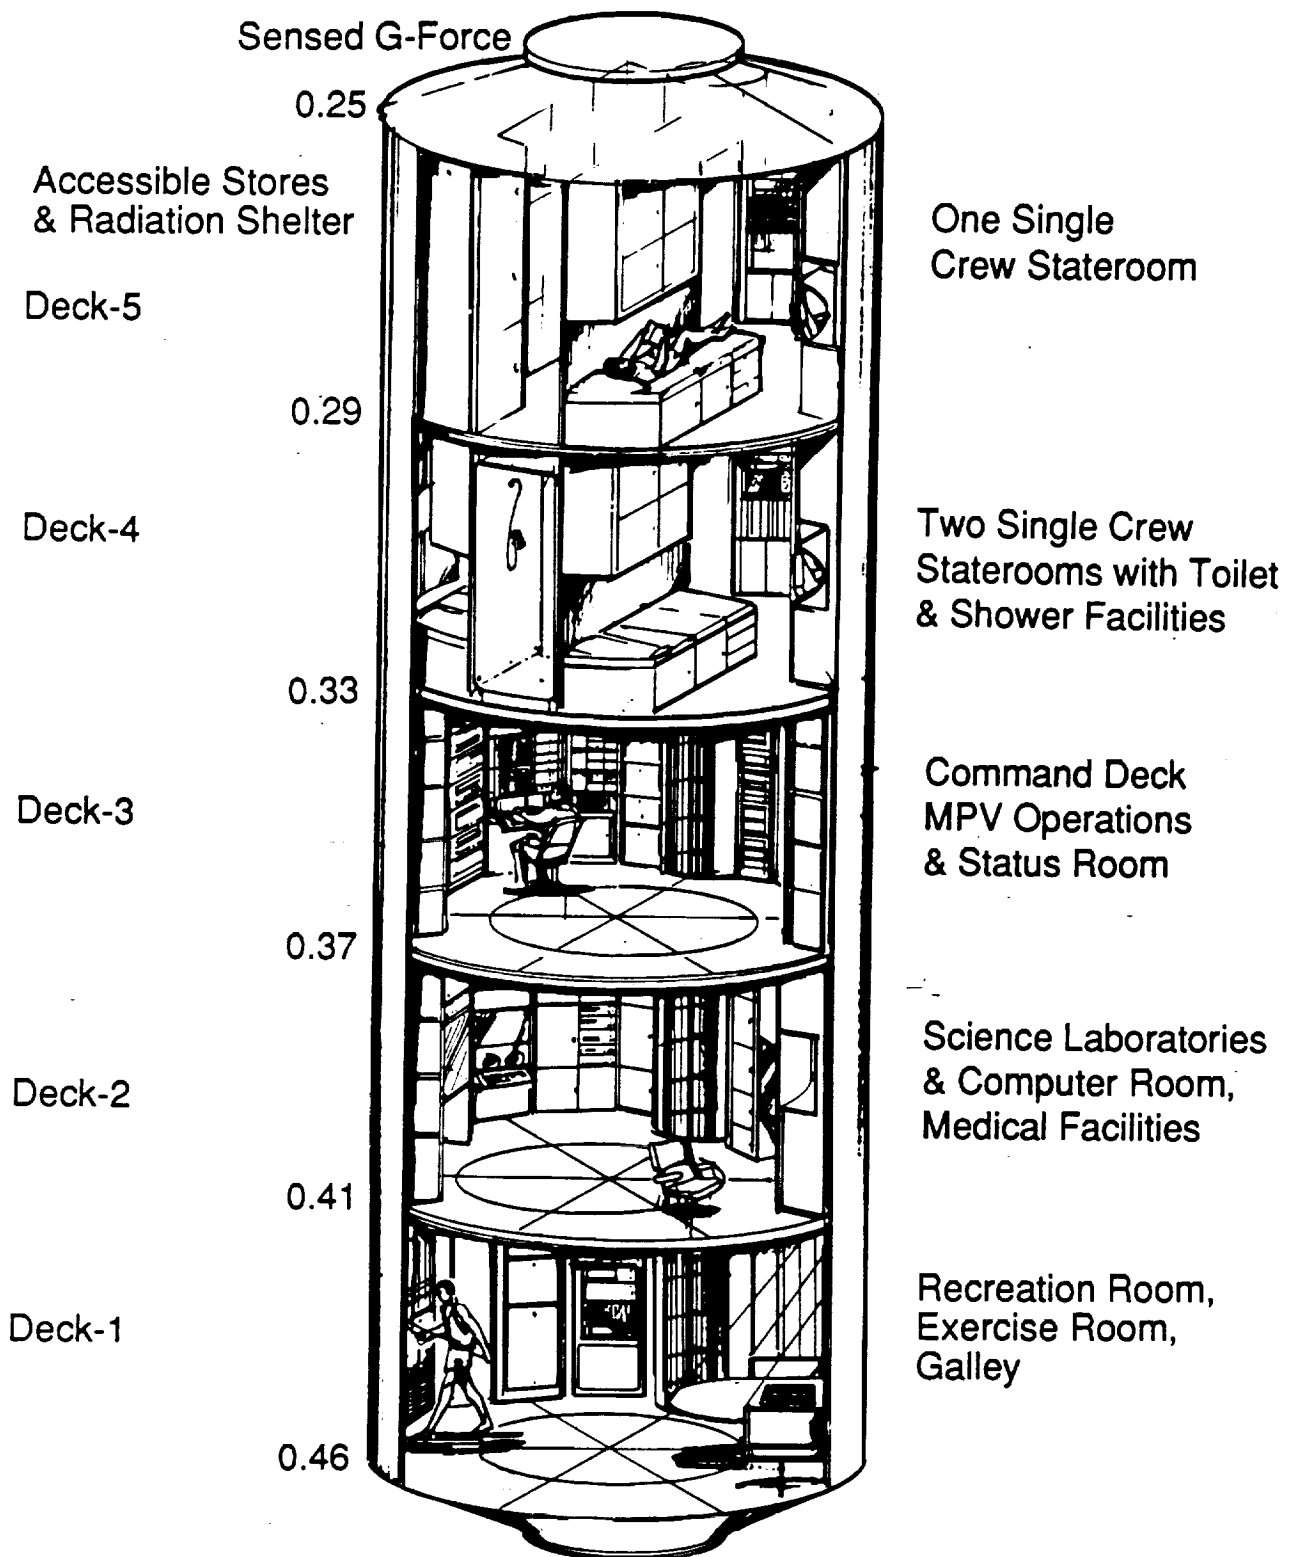 Sensed G-Force
0.25
Accessible Stores
& Radiation Shelter
One Single
Crew Stateroom
Deck-5
0.29
Deck-4
Two Single Crew
Staterooms with Toilet
& Shower Facilities
0.33
Deck-3
Command Deck
MPV Operations
& Status Room
0.37
Deck-2
Science Laboratories
& Computer Room,
Medical Facilities
0.41
Deck-1
Recreation Room,
Exercise Room,
Galley
0.46